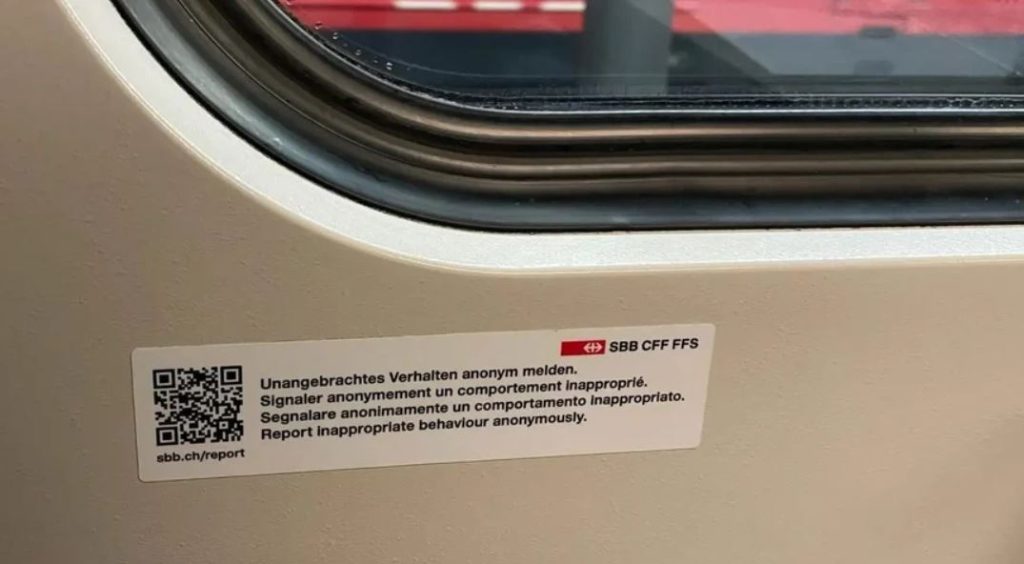 SBB CFF FFS
Unangebrachtes Verhalten anonym melden.
Signaler anonymement un comportement inapproprié.
Segnalare anonimamente un comportamento inappropriato.
Report inappropriate behaviour anonymously.
sbb.ch/report